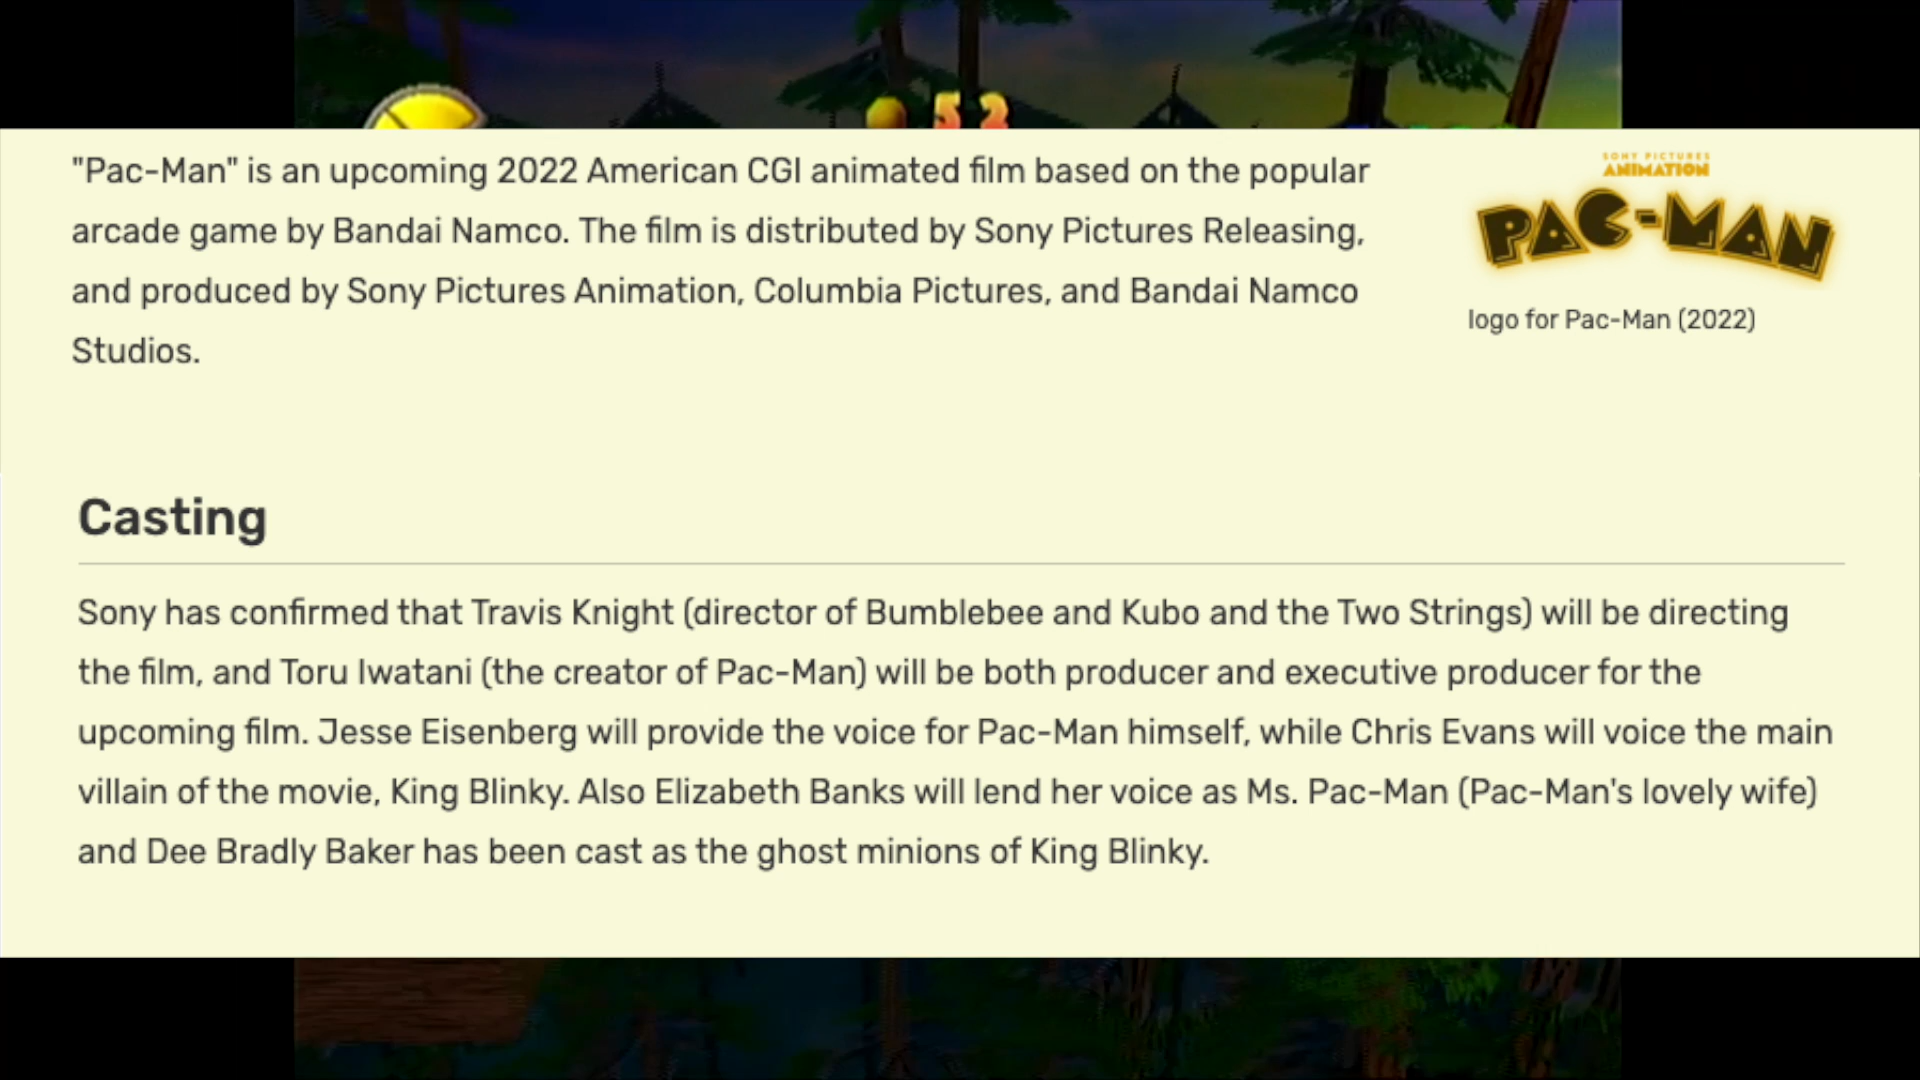 52
"Pac-Man" is an upcoming 2022 American CGI animated film based on the popular
arcade game by Bandai Namco. The film is distributed by Sony Pictures Releasing,
and produced by Sony Pictures Animation, Columbia Pictures, and Bandai Namco
Studios.
SONY PICTURES
ANIMATION
PAC-MAN
logo for Pac-Man (2022)
Casting
Sony has confirmed that Travis Knight (director of Bumblebee and Kubo and the Two Strings) will be directing
the film, and Toru Iwatani (the creator of Pac-Man) will be both producer and executive producer for the
upcoming film. Jesse Eisenberg will provide the voice for Pac-Man himself, while Chris Evans will voice the main
villain of the movie, King Blinky. Also Elizabeth Banks will lend her voice as Ms. Pac-Man (Pac-Man's lovely wife)
and Dee Bradly Baker has been cast as the ghost minions of King Blinky.